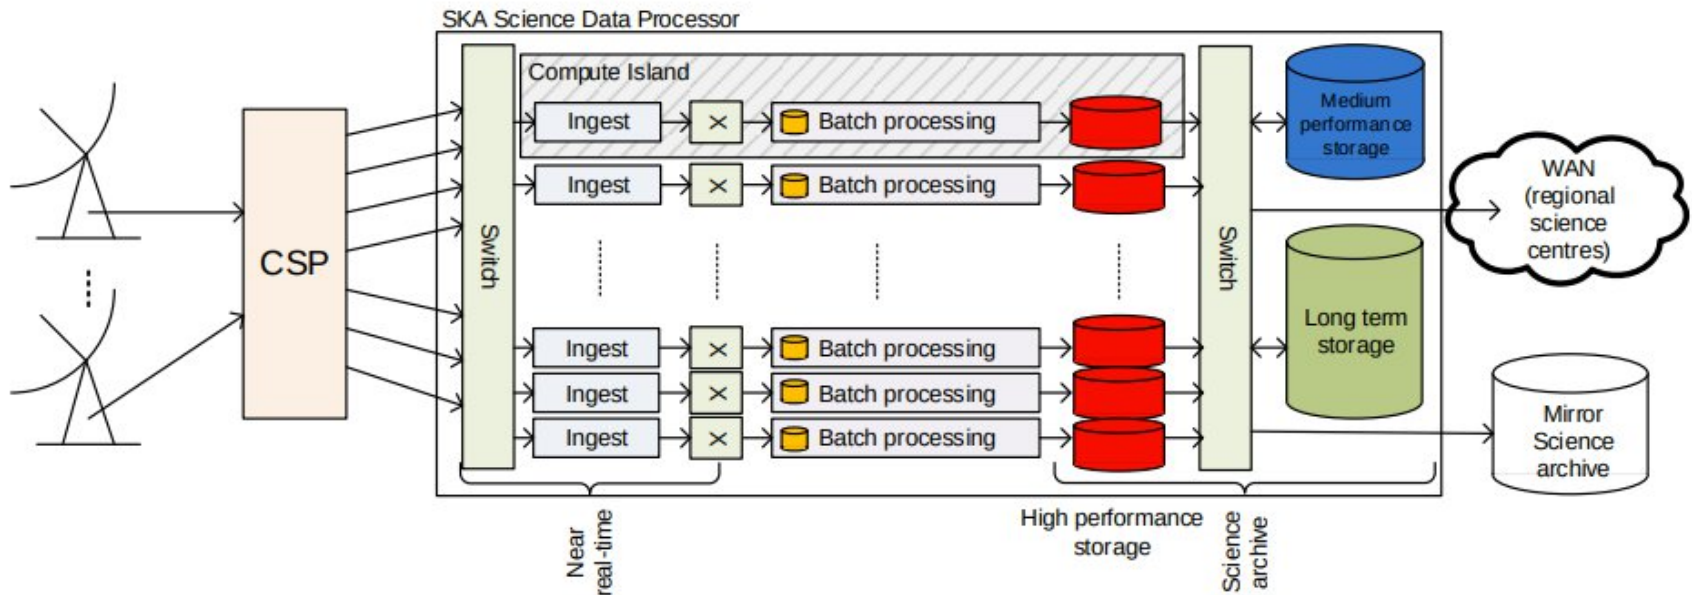 SKA Science Data Processor
Compute Island
Ingest
X
Batch processing
Ingest
X
Batch processing
CSP
Switch
Switch
Ingest
X
Batch processing
Ingest
X
Batch processing
Ingest
X
Batch processing
Medium
performance
storage
Long term
storage
WAN
(regional
science
centres)
Mirror
Science
archive
Near
real-time
High performance
storage
Science
archive